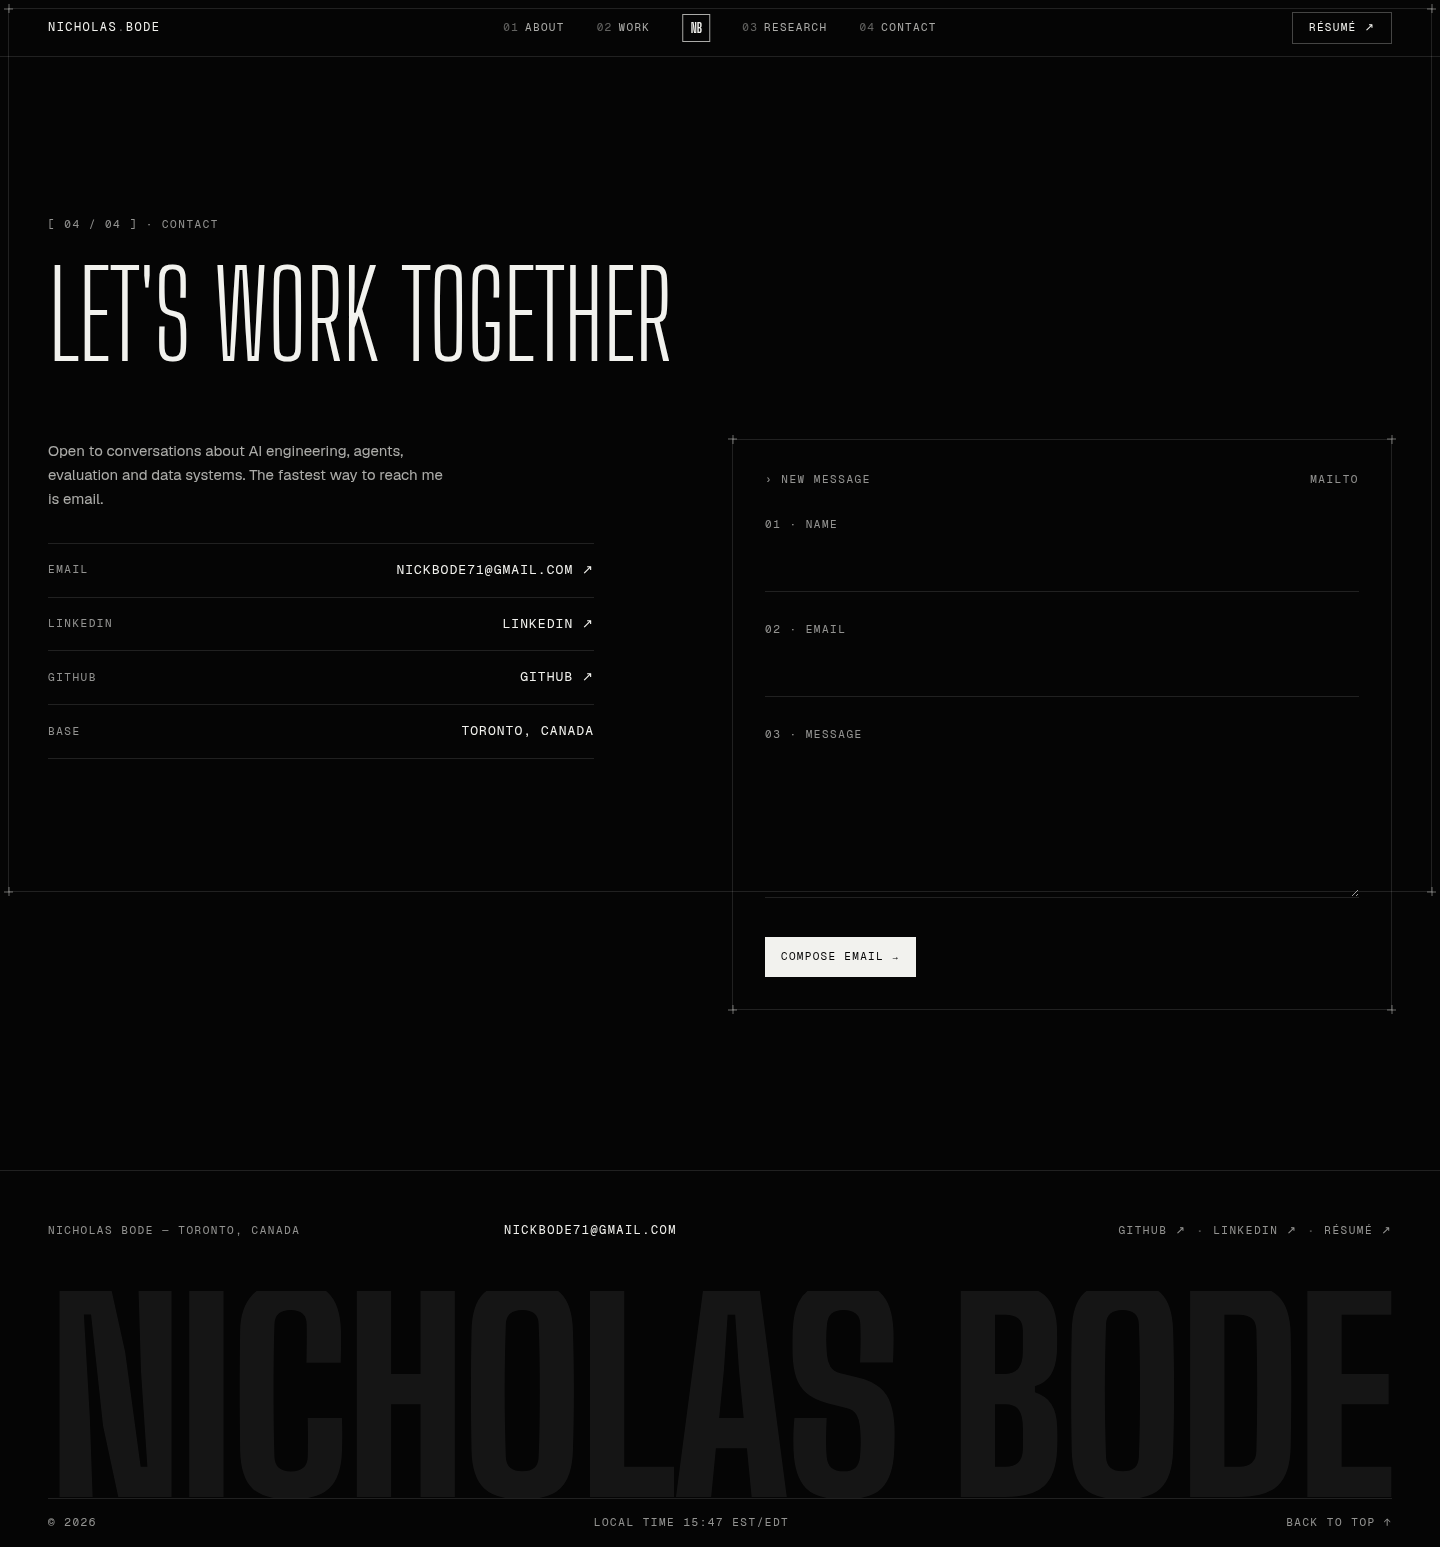 NICHOLAS.BODE
01 ABOUT
02 WORK
NB
03 RESEARCH
04 CONTACT
RÉSUMÉ ↗
[ 04 / 04 ] · CONTACT
LET'S WORK TOGETHER
Open to conversations about AI engineering, agents,
evaluation and data systems. The fastest way to reach me
is email.
EMAIL
NICKBODE71@GMAIL.COM ↗
LINKEDIN
LINKEDIN ↗
GITHUB
GITHUB ↗
BASE
TORONTO, CANADA
› NEW MESSAGE
MAILTO
01 · NAME
02 · EMAIL
03 · MESSAGE
COMPOSE EMAIL →
NICHOLAS BODE — TORONTO, CANADA
NICKBODE71@GMAIL.COM
GITHUB ↗ · LINKEDIN ↗ · RÉSUMÉ ↗
NICHOLAS BODE
© 2026
LOCAL TIME 15:47 EST/EDT
BACK TO TOP ↑